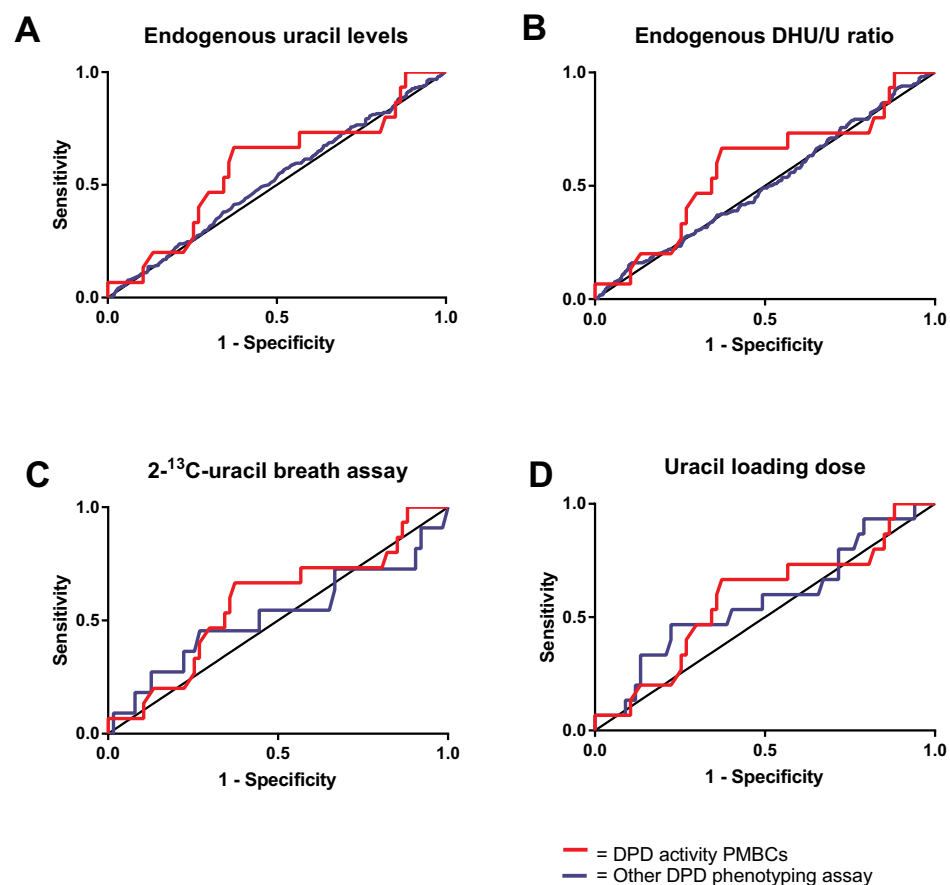 A
Endogenous uracil levels
1.0
0.5
0.0
Sensitivity
0.0
0.5
1.0
1 - Specificity
B
Endogenous DHU/U ratio
1.0
0.5
0.0
0.0
0.5
1.0
1 - Specificity
C
2-¹³C-uracil breath assay
1.0
0.5
0.0
Sensitivity
0.0
0.5
1.0
1 - Specificity
D
Uracil loading dose
1.0
0.5
0.0
Sensitivity
0.0
0.5
1.0
1 - Specificity
= DPD activity PMBCs
= Other DPD phenotyping assay